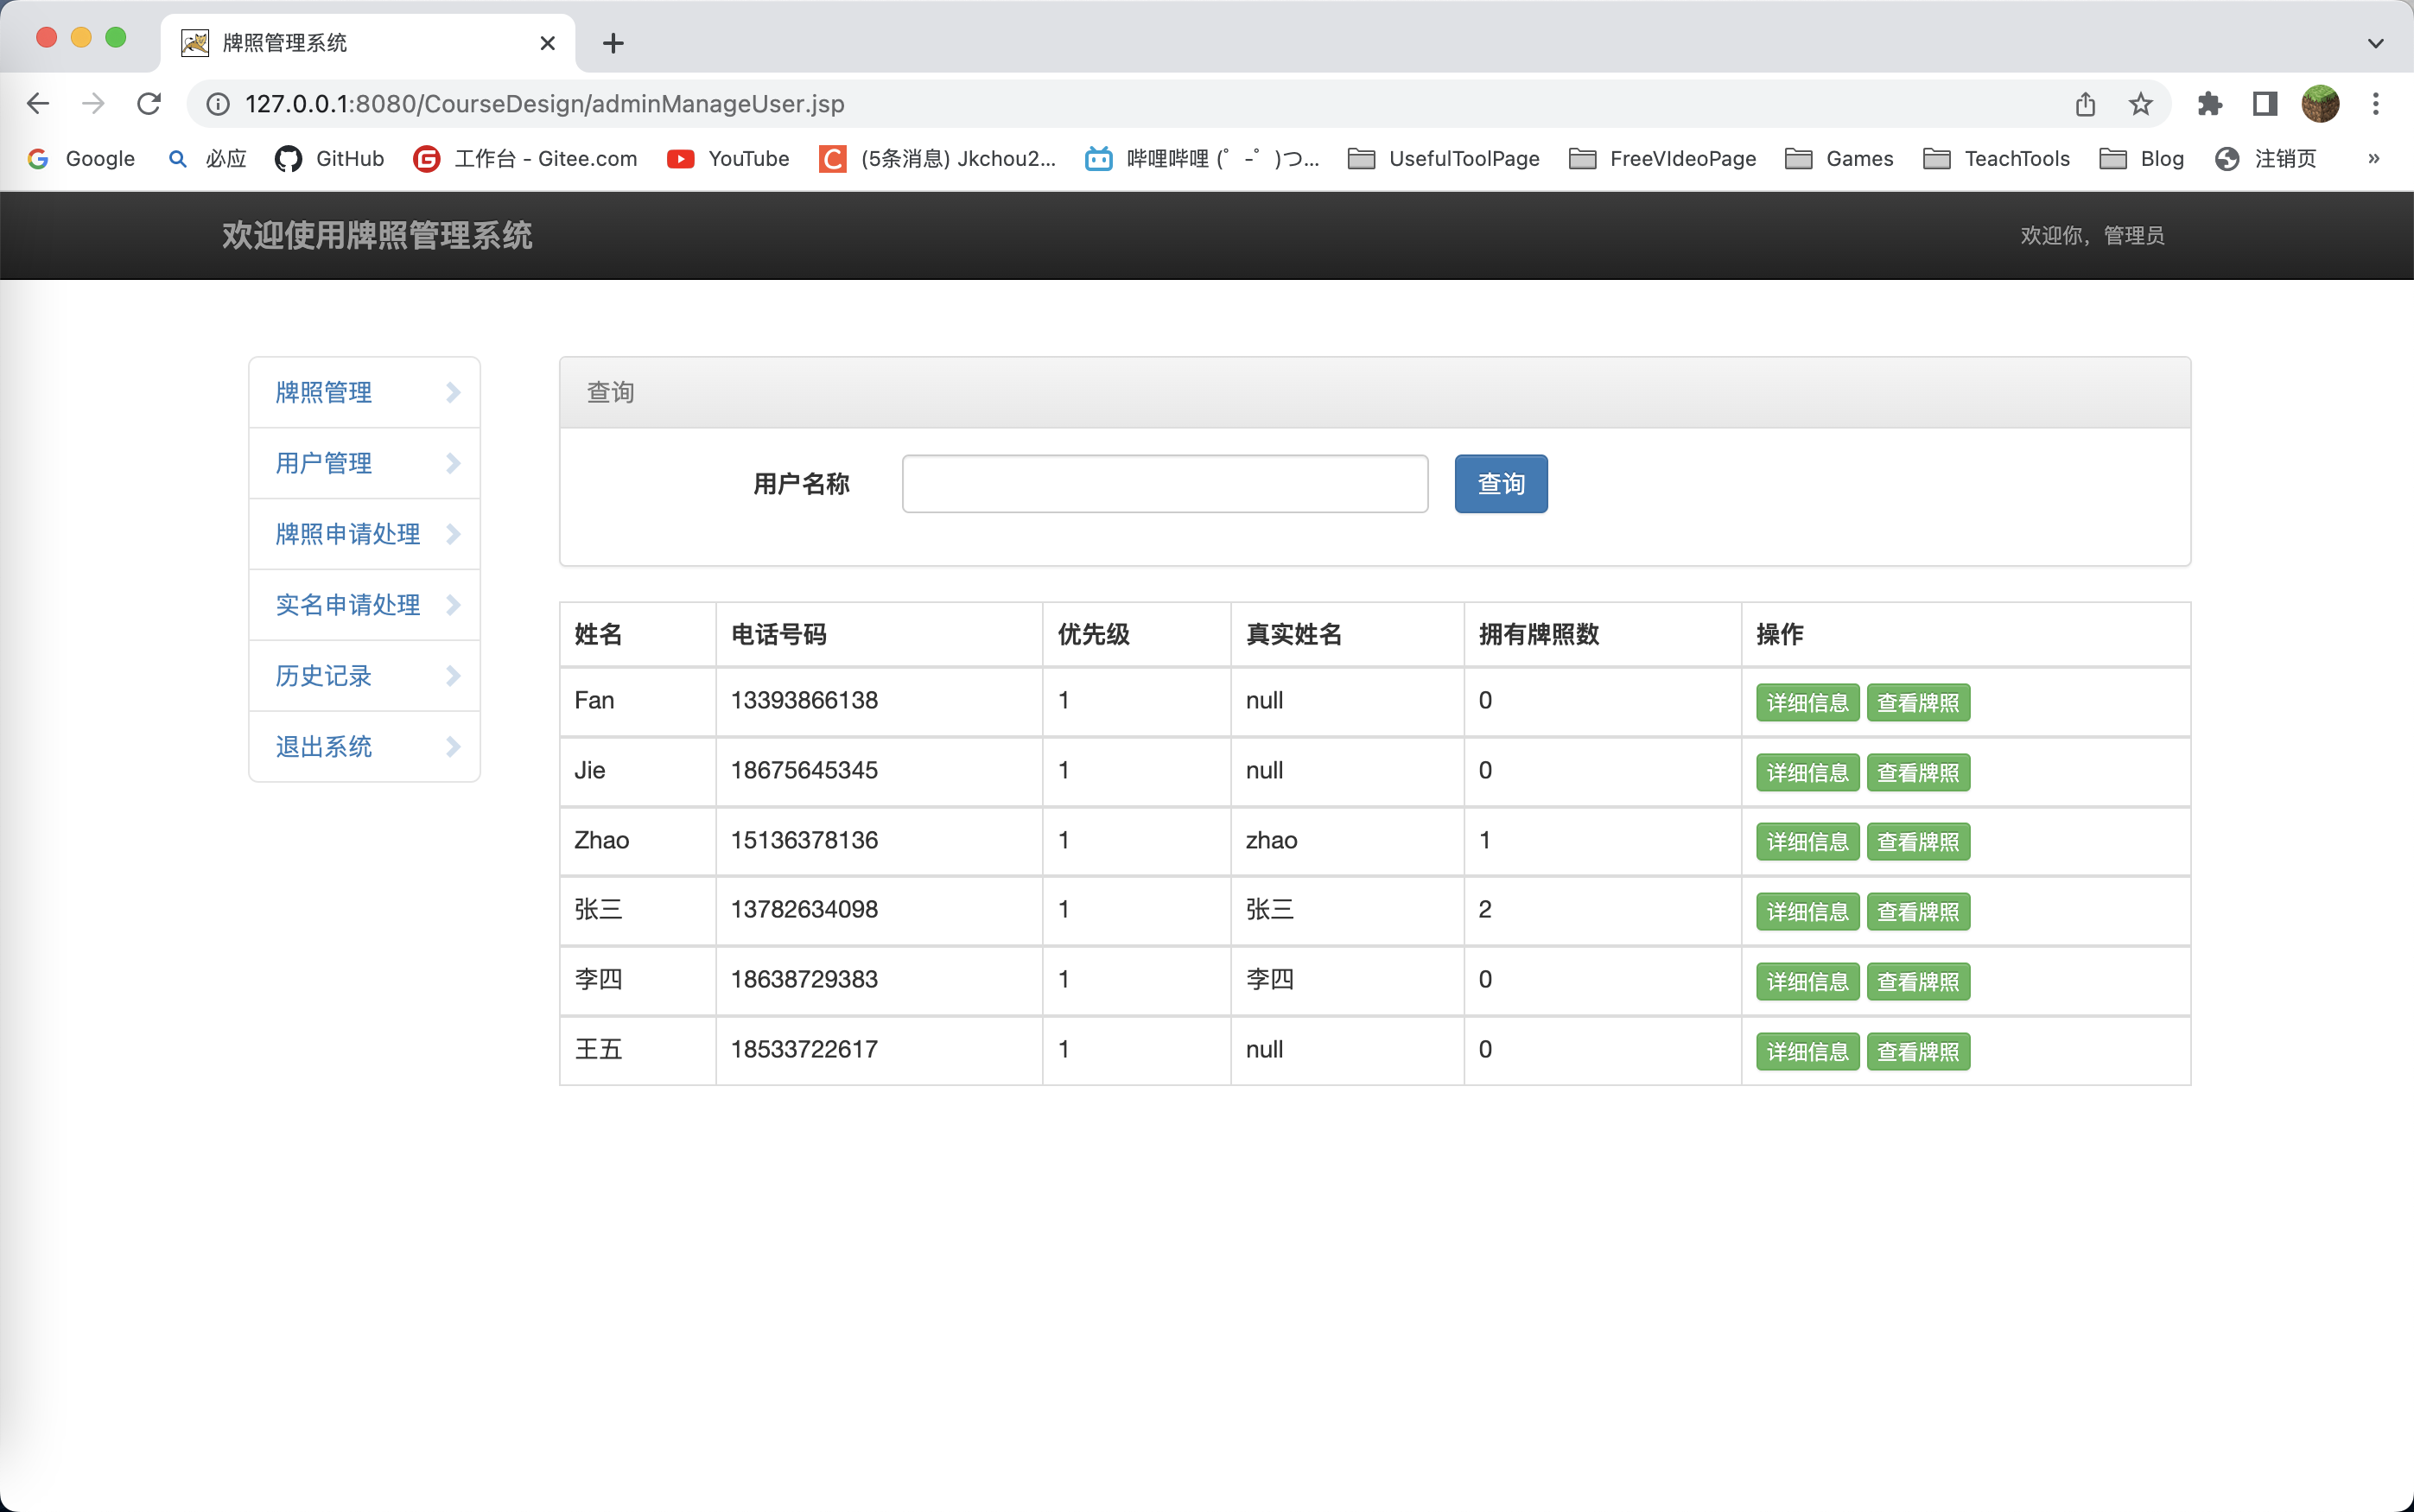 牌照管理系统
127.0.0.1:8080/CourseDesign/adminManageUser.jsp
Google 必应 GitHub 工作台 - Gitee.com YouTube (5条消息) Jkchou2... 哔哩哔哩 (゜-゜)つ... UsefulToolPage FreeVIdeoPage Games TeachTools Blog 注销页 »
欢迎使用牌照管理系统 欢迎你，管理员
牌照管理
用户管理
牌照申请处理
实名申请处理
历史记录
退出系统
查询
用户名称 查询
姓名 电话号码 优先级 真实姓名 拥有牌照数 操作
Fan 13393866138 1 null 0 详细信息 查看牌照
Jie 18675645345 1 null 0 详细信息 查看牌照
Zhao 15136378136 1 zhao 1 详细信息 查看牌照
张三 13782634098 1 张三 2 详细信息 查看牌照
李四 18638729383 1 李四 0 详细信息 查看牌照
王五 18533722617 1 null 0 详细信息 查看牌照